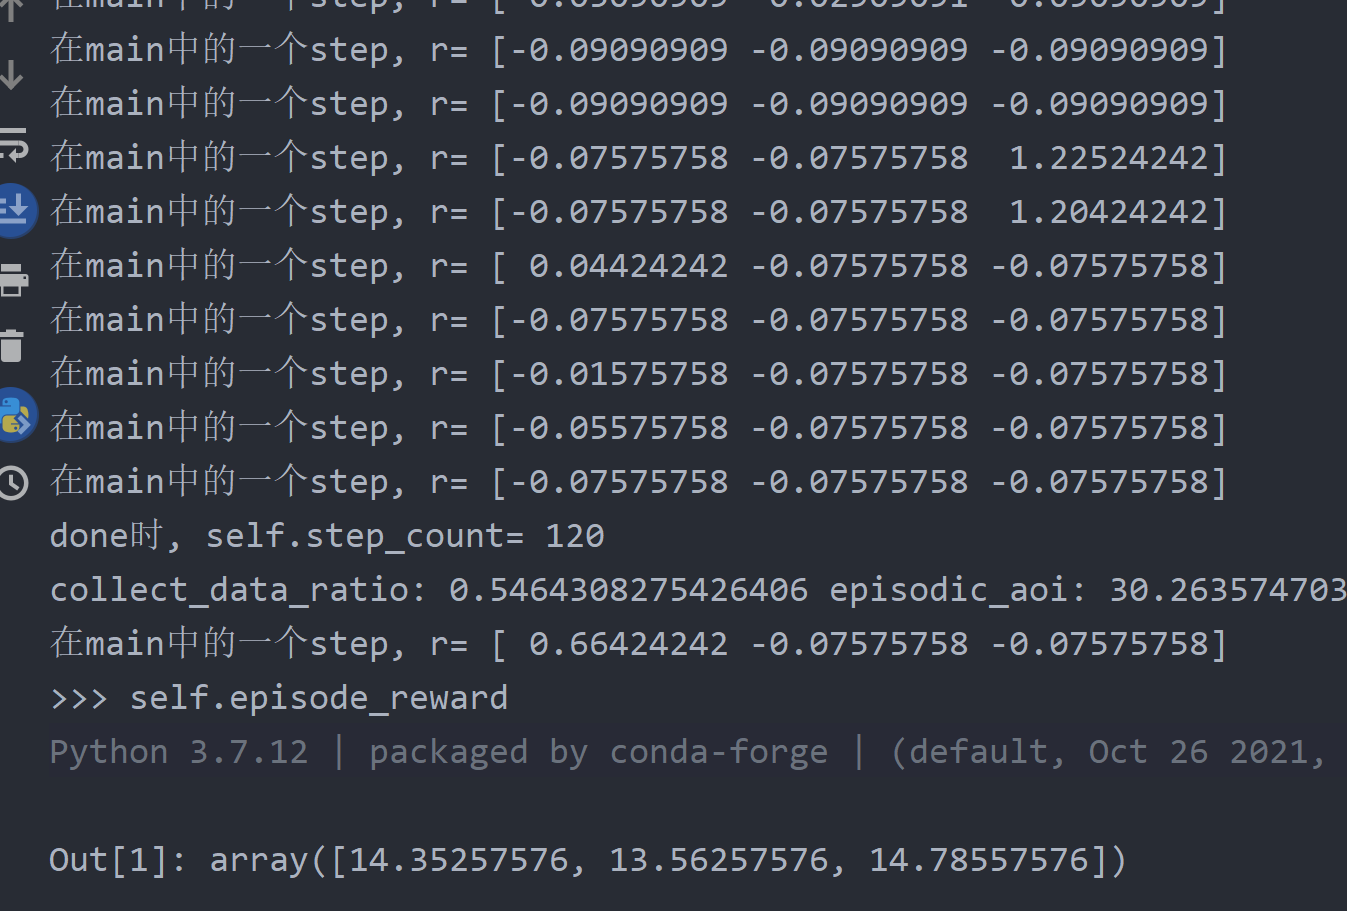 在main中的一个step, r= [-0.09090909 -0.09090909 -0.09090909]
在main中的一个step, r= [-0.09090909 -0.09090909 -0.09090909]
在main中的一个step, r= [-0.07575758 -0.07575758  1.22524242]
在main中的一个step, r= [-0.07575758 -0.07575758  1.20424242]
在main中的一个step, r= [ 0.04424242 -0.07575758 -0.07575758]
在main中的一个step, r= [-0.07575758 -0.07575758 -0.07575758]
在main中的一个step, r= [-0.01575758 -0.07575758 -0.07575758]
在main中的一个step, r= [-0.05575758 -0.07575758 -0.07575758]
在main中的一个step, r= [-0.07575758 -0.07575758 -0.07575758]
done时, self.step_count= 120
collect_data_ratio: 0.5464308275426406 episodic_aoi: 30.263574703
在main中的一个step, r= [ 0.66424242 -0.07575758 -0.07575758]
>>> self.episode_reward
Python 3.7.12 | packaged by conda-forge | (default, Oct 26 2021,
Out[1]: array([14.35257576, 13.56257576, 14.78557576])